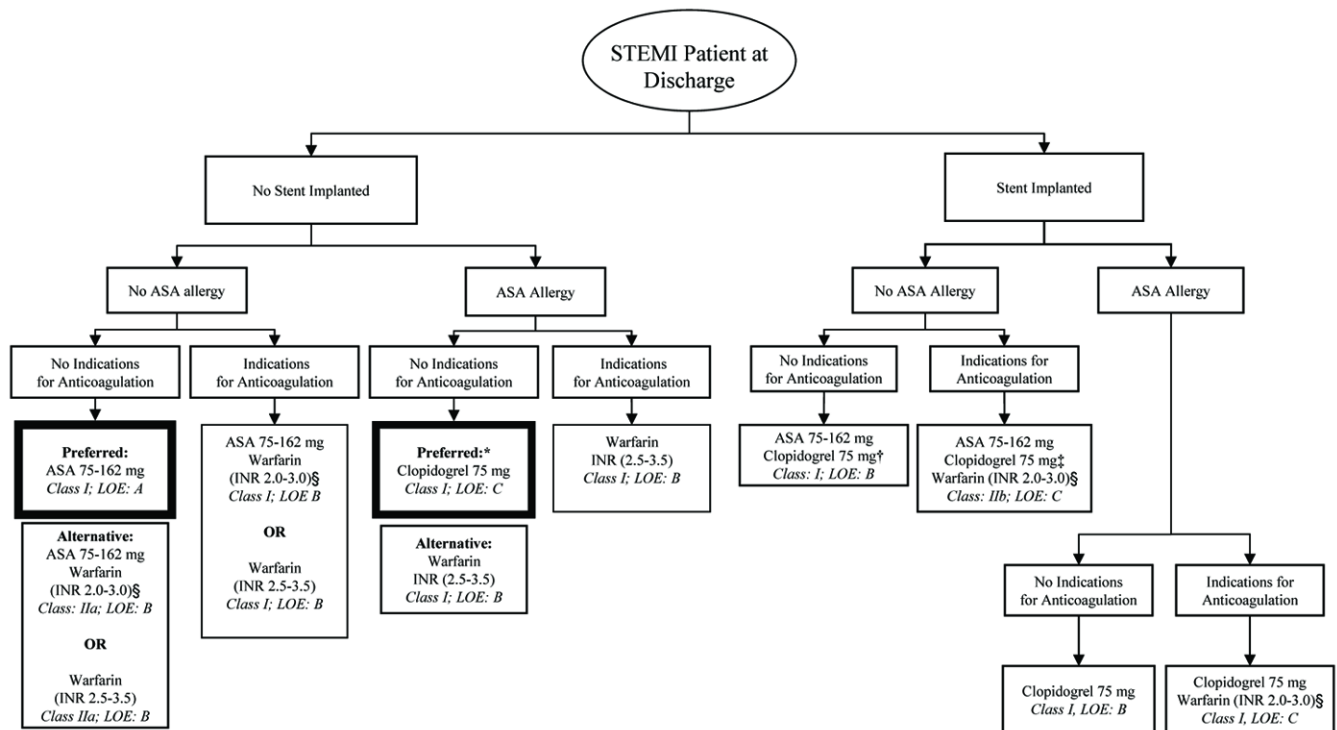 STEMI Patient at
Discharge
No Stent Implanted
Stent Implanted
No ASA allergy
ASA Allergy
No ASA Allergy
ASA Allergy
No Indications
for Anticoagulation
Indications
for Anticoagulation
No Indications
for Anticoagulation
Indications
for Anticoagulation
No Indications
for Anticoagulation
Indications for
Anticoagulation
Preferred:
ASA 75-162 mg
Class I; LOE: A
Alternative:
ASA 75-162 mg
Warfarin
(INR 2.0-3.0)§
Class: IIa; LOE: B
OR
Warfarin
(INR 2.5-3.5)
Class IIa; LOE: B
ASA 75-162 mg
Warfarin
(INR 2.0-3.0)§
Class I; LOE B
OR
Warfarin
(INR 2.5-3.5)
Class I; LOE: B
Preferred:*
Clopidogrel 75 mg
Class I; LOE: C
Alternative:
Warfarin
INR (2.5-3.5)
Class I; LOE: B
Warfarin
INR (2.5-3.5)
Class I; LOE: B
ASA 75-162 mg
Clopidogrel 75 mg†
Class: I; LOE: B
ASA 75-162 mg
Clopidogrel 75 mg‡
Warfarin (INR 2.0-3.0)§
Class: IIb; LOE: C
No Indications
for Anticoagulation
Indications for
Anticoagulation
Clopidogrel 75 mg
Class I, LOE: B
Clopidogrel 75 mg
Warfarin (INR 2.0-3.0)§
Class I, LOE: C